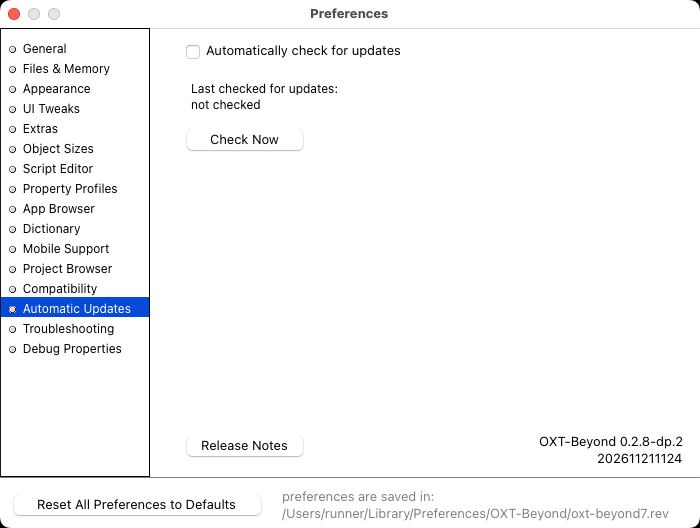 Preferences
General
Files & Memory
Appearance
UI Tweaks
Extras
Object Sizes
Script Editor
Property Profiles
App Browser
Dictionary
Mobile Support
Project Browser
Compatibility
Automatic Updates
Troubleshooting
Debug Properties
Automatically check for updates
Last checked for updates:
not checked
Check Now
Release Notes
OXT-Beyond 0.2.8-dp.2
202611211124
Reset All Preferences to Defaults
preferences are saved in:
/Users/runner/Library/Preferences/OXT-Beyond/oxt-beyond7.rev